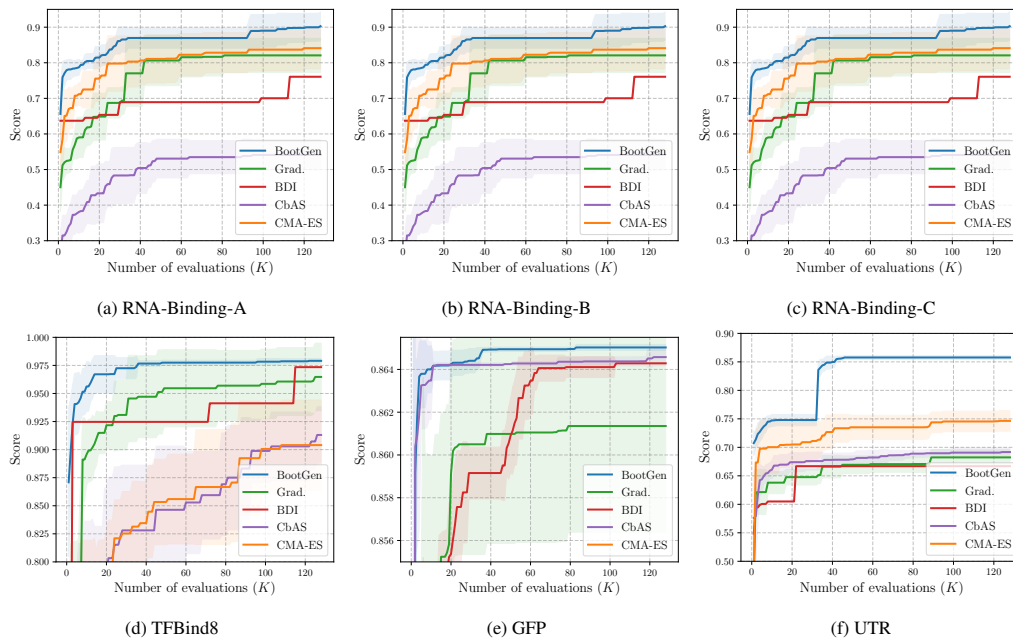 0.9
0.8
0.7
0.6
0.5
0.4
0.3
Score
BootGen
Grad.
BDI
CbAS
CMA-ES
0 20 40 60 80 100 120
Number of evaluations (K)
(a) RNA-Binding-A
0.9
0.8
0.7
0.6
0.5
0.4
0.3
Score
BootGen
Grad.
BDI
CbAS
CMA-ES
0 20 40 60 80 100 120
Number of evaluations (K)
(b) RNA-Binding-B
0.9
0.8
0.7
0.6
0.5
0.4
0.3
Score
BootGen
Grad.
BDI
CbAS
CMA-ES
0 20 40 60 80 100 120
Number of evaluations (K)
(c) RNA-Binding-C
1.000
0.975
0.950
0.925
0.900
0.875
0.850
0.825
0.800
Score
BootGen
Grad.
BDI
CbAS
CMA-ES
0 20 40 60 80 100 120
Number of evaluations (K)
(d) TFBind8
0.864
0.862
0.860
0.858
0.856
Score
BootGen
Grad.
BDI
CbAS
CMA-ES
0 20 40 60 80 100 120
Number of evaluations (K)
(e) GFP
0.90
0.85
0.80
0.75
0.70
0.65
0.60
0.55
0.50
Score
BootGen
Grad.
BDI
CbAS
CMA-ES
0 20 40 60 80 100 120
Number of evaluations (K)
(f) UTR